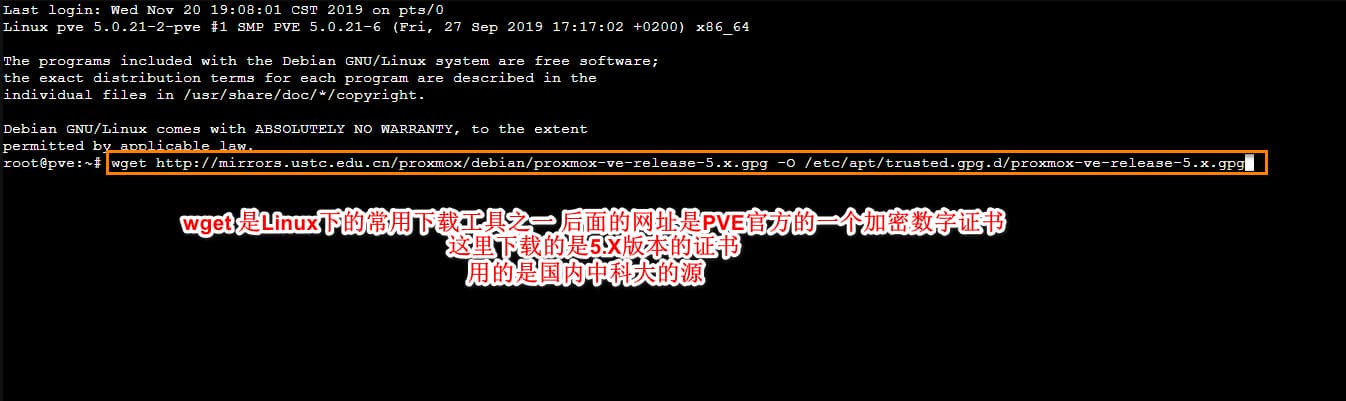 Last login: Wed Nov 20 19:08:01 CST 2019 on pts/0
Linux pve 5.0.21-2-pve #1 SMP PVE 5.0.21-6 (Fri, 27 Sep 2019 17:17:02 +0200) x86_64
The programs included with the Debian GNU/Linux system are free software;
the exact distribution terms for each program are described in the
individual files in /usr/share/doc/*/copyright.
Debian GNU/Linux comes with ABSOLUTELY NO WARRANTY, to the extent
permitted by applicable law.
root@pve:~# wget http://mirrors.ustc.edu.cn/proxmox/debian/proxmox-ve-release-5.x.gpg -O /etc/apt/trusted.gpg.d/proxmox-ve-release-5.x.gpg
wget 是Linux下的常用下载工具之一 后面的网址是PVE官方的一个加密数字证书
这里下载的是5.X版本的证书
用的是国内中科大的源